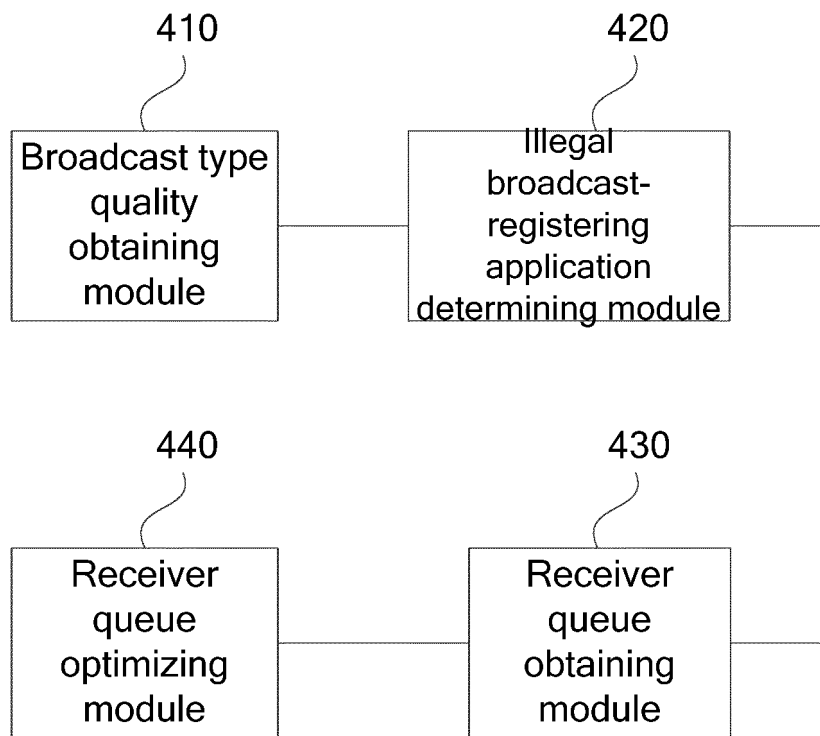 410
Broadcast type
quality
obtaining
module
420
Illegal
broadcast-
registering
application
determining module
440
Receiver
queue
optimizing
module
430
Receiver
queue
obtaining
module